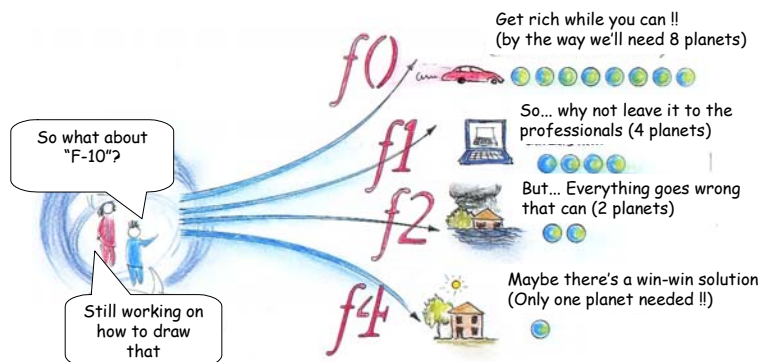 Get rich while you can !!
(by the way we'll need 8 planets)
f0
So... why not leave it to the
professionals (4 planets)
f1
So what about
"F-10"?
But... Everything goes wrong
that can (2 planets)
f2
Maybe there's a win-win solution
(Only one planet needed !!)
f4
Still working on
how to draw
that